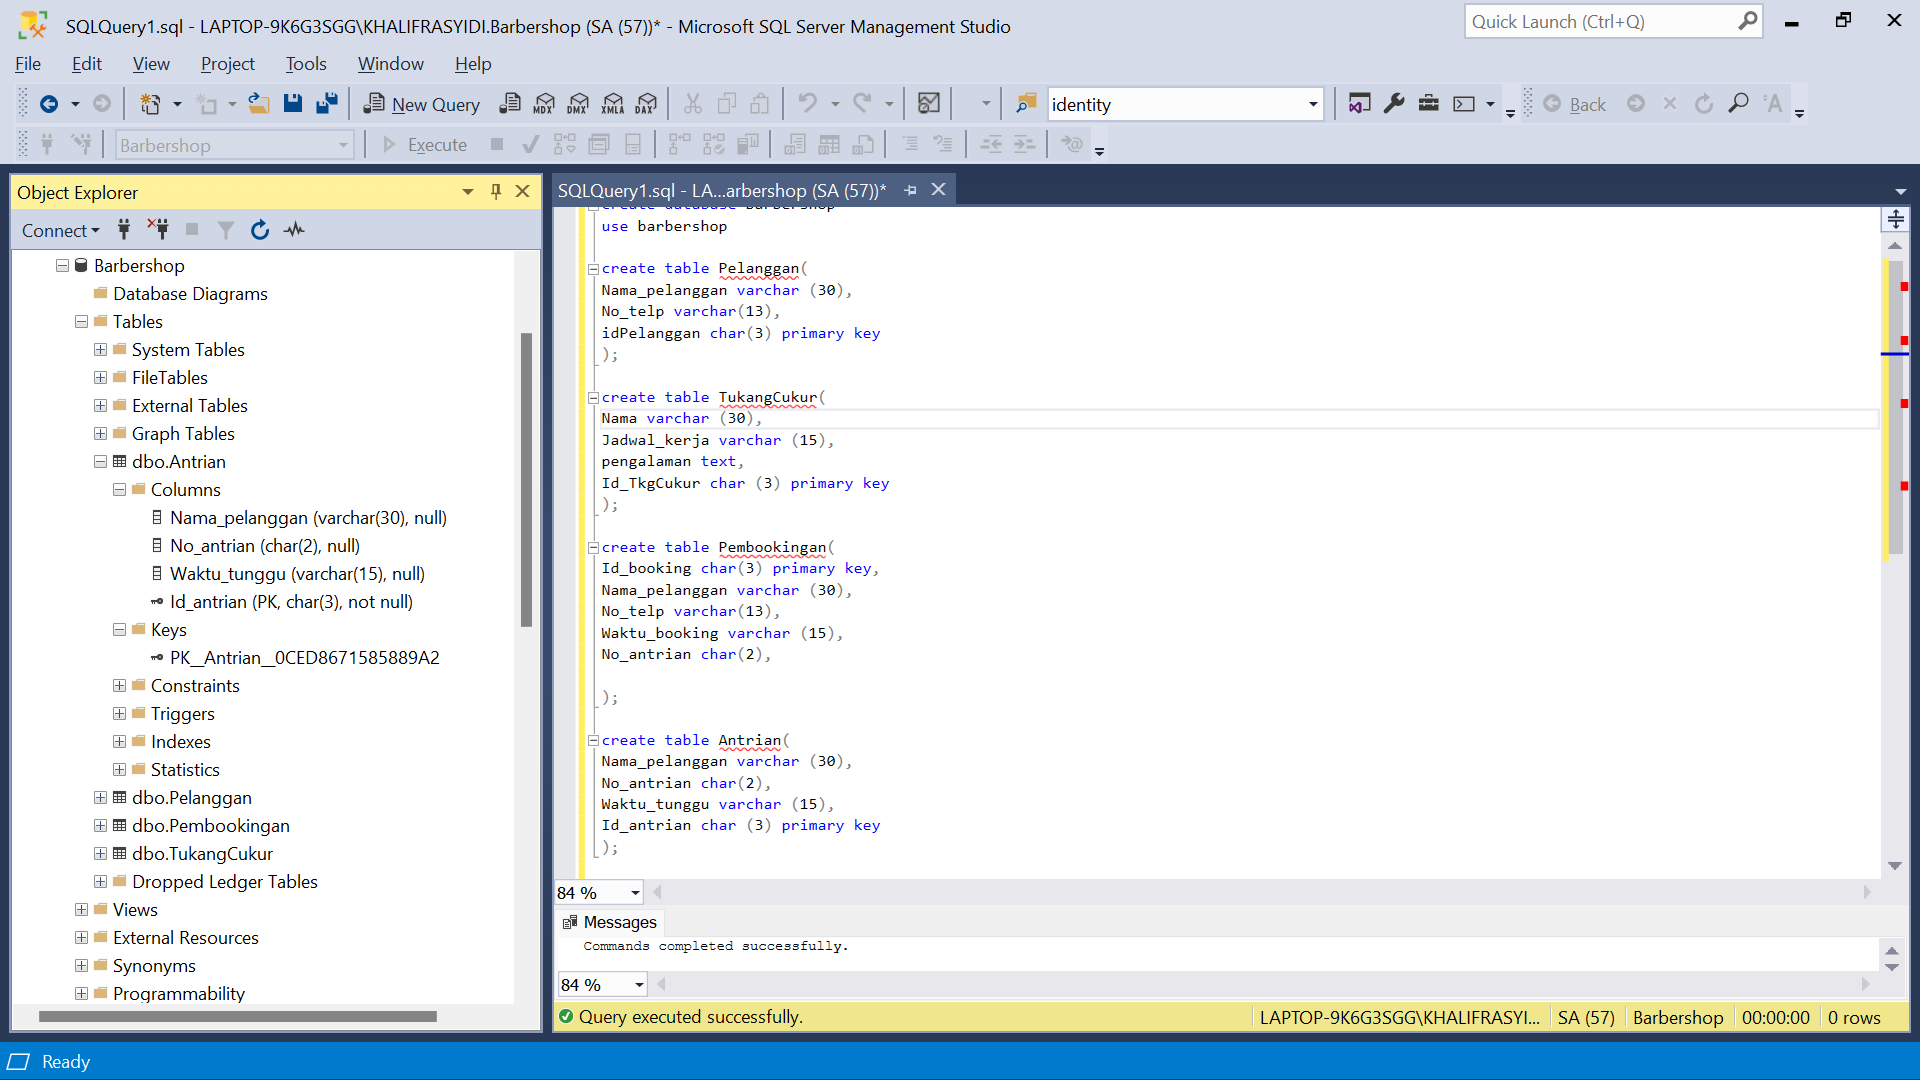 SQLQuery1.sql - LAPTOP-9K6G3SGG\KHALIFRASYIDI.Barbershop (SA (57))* - Microsoft SQL Server Management Studio
Quick Launch (Ctrl+Q)
File Edit View Project Tools Window Help
New Query MDX DMX XMLA DAX identity Back
Barbershop Execute
Object Explorer
Connect
Barbershop
Database Diagrams
Tables
System Tables
FileTables
External Tables
Graph Tables
dbo.Antrian
Columns
Nama_pelanggan (varchar(30), null)
No_antrian (char(2), null)
Waktu_tunggu (varchar(15), null)
Id_antrian (PK, char(3), not null)
Keys
PK__Antrian__0CED8671585889A2
Constraints
Triggers
Indexes
Statistics
dbo.Pelanggan
dbo.Pembookingan
dbo.TukangCukur
Dropped Ledger Tables
Views
External Resources
Synonyms
Programmability
SQLQuery1.sql - LA...arbershop (SA (57))*
create database barbershop
use barbershop
create table Pelanggan(
Nama_pelanggan varchar (30),
No_telp varchar(13),
idPelanggan char(3) primary key
);
create table TukangCukur(
Nama varchar (30),
Jadwal_kerja varchar (15),
pengalaman text,
Id_TkgCukur char (3) primary key
);
create table Pembookingan(
Id_booking char(3) primary key,
Nama_pelanggan varchar (30),
No_telp varchar(13),
Waktu_booking varchar (15),
No_antrian char(2),
);
create table Antrian(
Nama_pelanggan varchar (30),
No_antrian char(2),
Waktu_tunggu varchar (15),
Id_antrian char (3) primary key
);
84 %
Messages
Commands completed successfully.
84 %
Query executed successfully. LAPTOP-9K6G3SGG\KHALIFRASYI... SA (57) Barbershop 00:00:00 0 rows
Ready